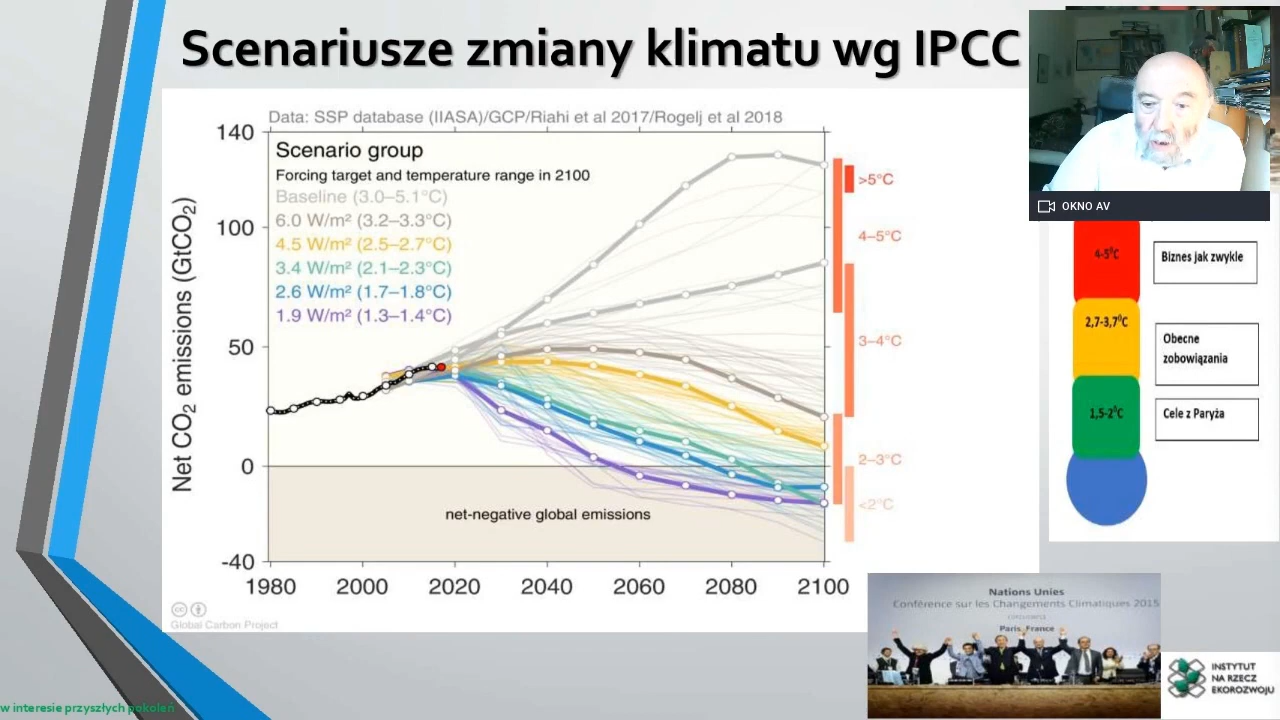 Scenariusze zmiany klimatu wg IPCC
Data: SSP database (IIASA)/GCP/Riahi et al 2017/Rogelj et al 2018
Scenario group
Forcing target and temperature range in 2100
Baseline (3.0–5.1°C)
6.0 W/m² (3.2–3.3°C)
4.5 W/m² (2.5–2.7°C)
3.4 W/m² (2.1–2.3°C)
2.6 W/m² (1.7–1.8°C)
1.9 W/m² (1.3–1.4°C)
Net CO₂ emissions (GtCO₂)
140
100
50
0
-40
1980
2000
2020
2040
2060
2080
2100
net-negative global emissions
>5°C
4–5°C
3–4°C
2–3°C
<2°C
cc
Global Carbon Project
OKNO AV
4-5⁰C
Biznes jak zwykle
2,7-3,7⁰C
Obecne
zobowiązania
1,5-2⁰C
Cele z Paryża
Nations Unies
Conférence sur les Changements Climatiques 2015
Paris, France
INSTYTUT
NA RZECZ
EKOROZWOJU
w interesie przyszłych pokoleń